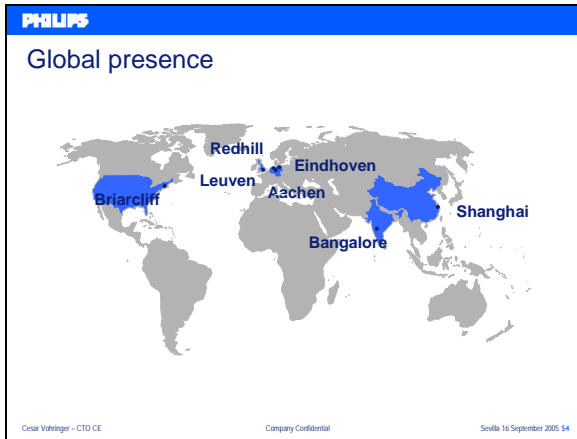 PHILIPS
Global presence
Redhill
Eindhoven
Leuven
Aachen
Briarcliff
Shanghai
Bangalore
Cesar Vohringer – CTO CE Company Confidential Sevilla 16 September 2005 54